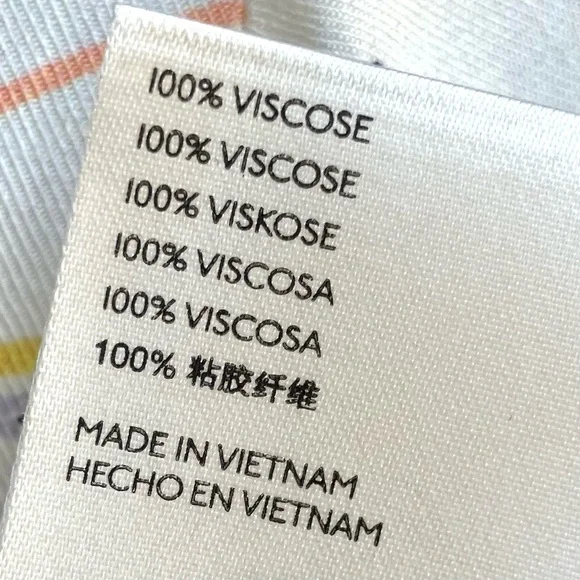 100% VISCOSE
100% VISCOSE
100% VISKOSE
100% VISCOSA
100% VISCOSA
100% 粘胶纤维
MADE IN VIETNAM
HECHO EN VIETNAM